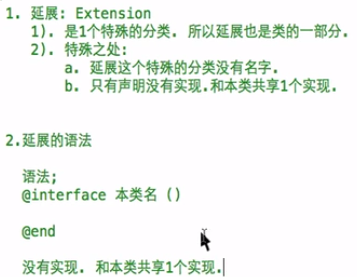 1. 延展: Extension
1). 是1个特殊的分类. 所以延展也是类的一部分.
2). 特殊之处:
a. 延展这个特殊的分类没有名字.
b. 只有声明没有实现.和本类共享1个实现.
2.延展的语法
语法;
@interface 本类名 ()
@end
没有实现. 和本类共享1个实现.